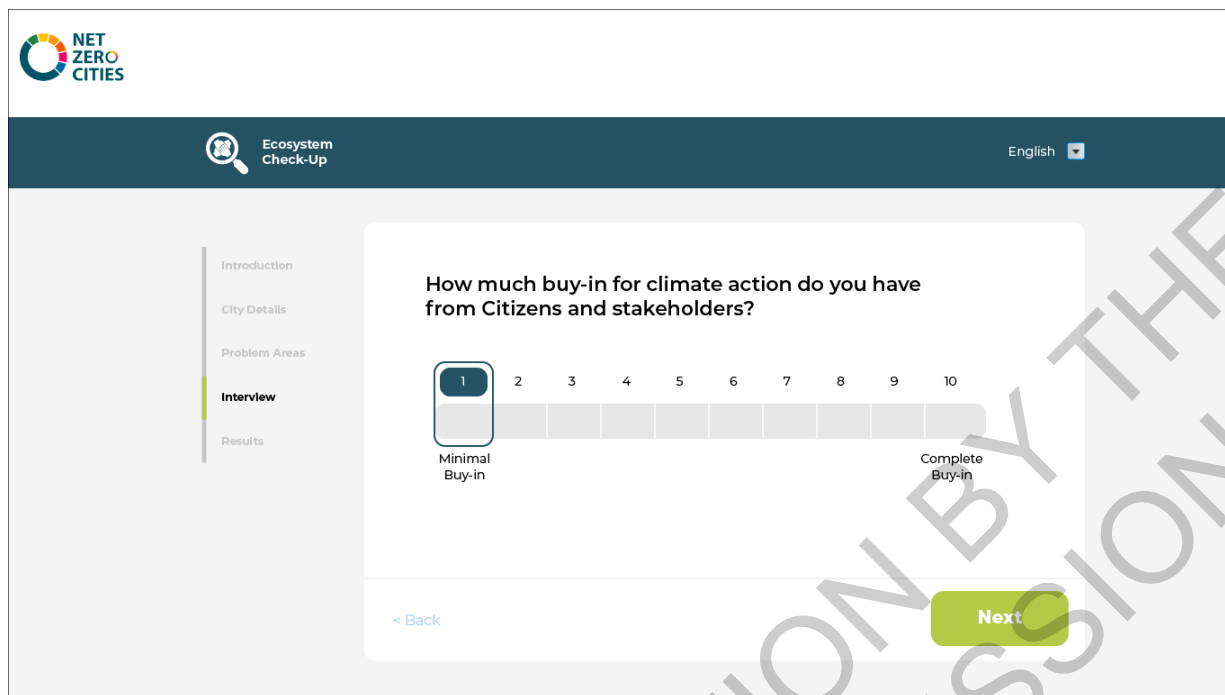 NET
ZERO
CITIES
Ecosystem
Check-Up
English
Introduction
City Details
Problem Areas
Interview
Results
How much buy-in for climate action do you have
from Citizens and stakeholders?
1 2 3 4 5 6 7 8 9 10
Minimal
Buy-in
Complete
Buy-in
< Back
Next
BY THE